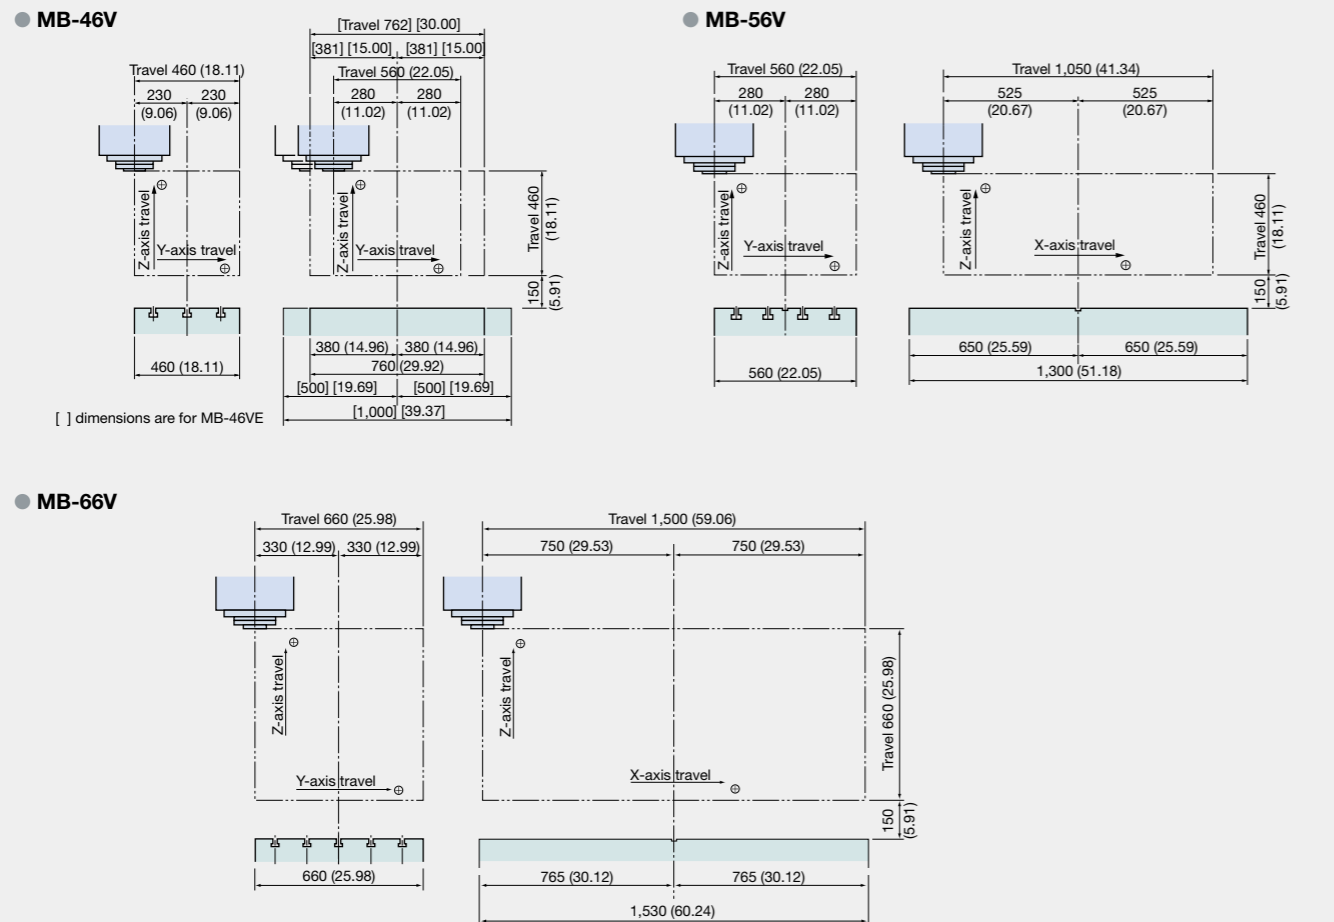 MB-46V
[Travel 762] [30.00]
[381] [15.00] [381] [15.00]
Travel 460 (18.11)
Travel 560 (22.05)
230 230
(9.06) (9.06)
280 280
(11.02) (11.02)
Z-axis travel
Y-axis travel
Z-axis travel
Y-axis travel
Travel 460
(18.11)
150
(5.91)
460 (18.11)
380 (14.96) 380 (14.96)
760 (29.92)
[500] [19.69] [500] [19.69]
[1,000] [39.37]
[ ] dimensions are for MB-46VE
MB-56V
Travel 560 (22.05)
280 280
(11.02) (11.02)
Travel 1,050 (41.34)
525 525
(20.67) (20.67)
Z-axis travel
Y-axis travel
Z-axis travel
X-axis travel
Travel 460
(18.11)
150
(5.91)
560 (22.05)
650 (25.59) 650 (25.59)
1,300 (51.18)
MB-66V
Travel 660 (25.98)
330 (12.99) 330 (12.99)
Travel 1,500 (59.06)
750 (29.53) 750 (29.53)
Z-axis travel
Y-axis travel
Z-axis travel
X-axis travel
Travel 660 (25.98)
150
(5.91)
660 (25.98)
765 (30.12) 765 (30.12)
1,530 (60.24)